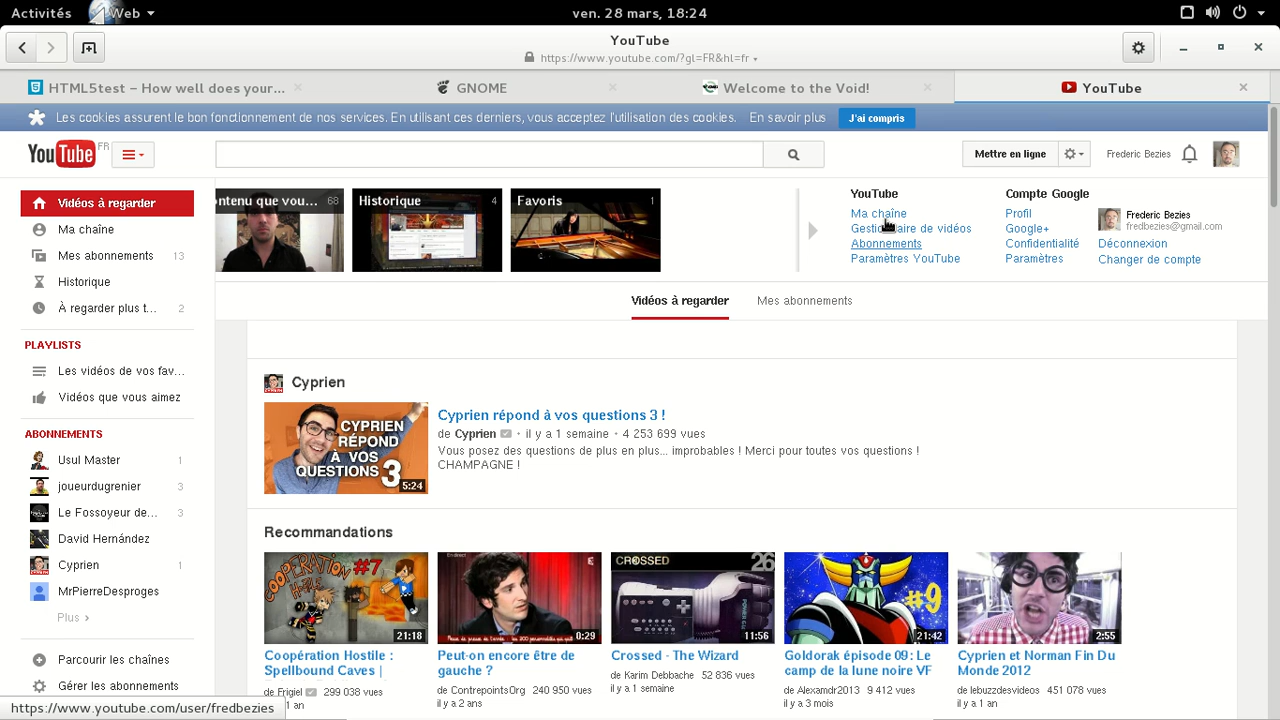 Activités
Web
ven. 28 mars, 18:24
YouTube
https://www.youtube.com/?gl=FR&hl=fr
HTML5test – How well does your...
GNOME
Welcome to the Void!
YouTube
Les cookies assurent le bon fonctionnement de nos services. En utilisant ces derniers, vous acceptez l'utilisation des cookies. En savoir plus
J'ai compris
YouTube FR
Mettre en ligne
Frederic Bezies
Vidéos à regarder
Ma chaîne
Mes abonnements 13
Historique
À regarder plus t... 2
PLAYLISTS
Les vidéos de vos fav...
Vidéos que vous aimez
ABONNEMENTS
Usul Master 1
joueurdugrenier 3
Le Fossoyeur de... 3
David Hernández
Cyprien 1
MrPierreDesproges
Plus
Parcourir les chaînes
Gérer les abonnements
https://www.youtube.com/user/fredbezies
ontenu que vou... 68
Historique 4
Favoris 1
YouTube
Ma chaîne
Gestionnaire de vidéos
Abonnements
Paramètres YouTube
Compte Google
Profil
Google+
Confidentialité
Paramètres
Frederic Bezies
fredbezies@gmail.com
Déconnexion
Changer de compte
Vidéos à regarder
Mes abonnements
Cyprien
CYPRIEN
RÉPOND
À VOS
QUESTIONS 3
5:24
Cyprien répond à vos questions 3 !
de Cyprien · il y a 1 semaine · 4 253 699 vues
Vous posez des questions de plus en plus... improbables ! Merci pour toutes vos questions !
CHAMPAGNE !
Recommandations
COOPERATION HOSTILE #7
21:18
Coopération Hostile :
Spellbound Caves |
de Frigiel 299 038 vues
1 an
En direct
0:29
Peut-on encore être de
gauche ?
de ContrepointsOrg 240 950 vues
il y a 2 ans
CROSSED 26
11:56
Crossed - The Wizard
de Karim Debbache 52 836 vues
il y a 1 semaine
#9
21:42
Goldorak épisode 09: Le
camp de la lune noire VF
de Alexamdr2013 9 412 vues
il y a 3 mois
2:55
Cyprien et Norman Fin Du
Monde 2012
de lebuzzdesvideos 451 078 vues
il y a 1 an